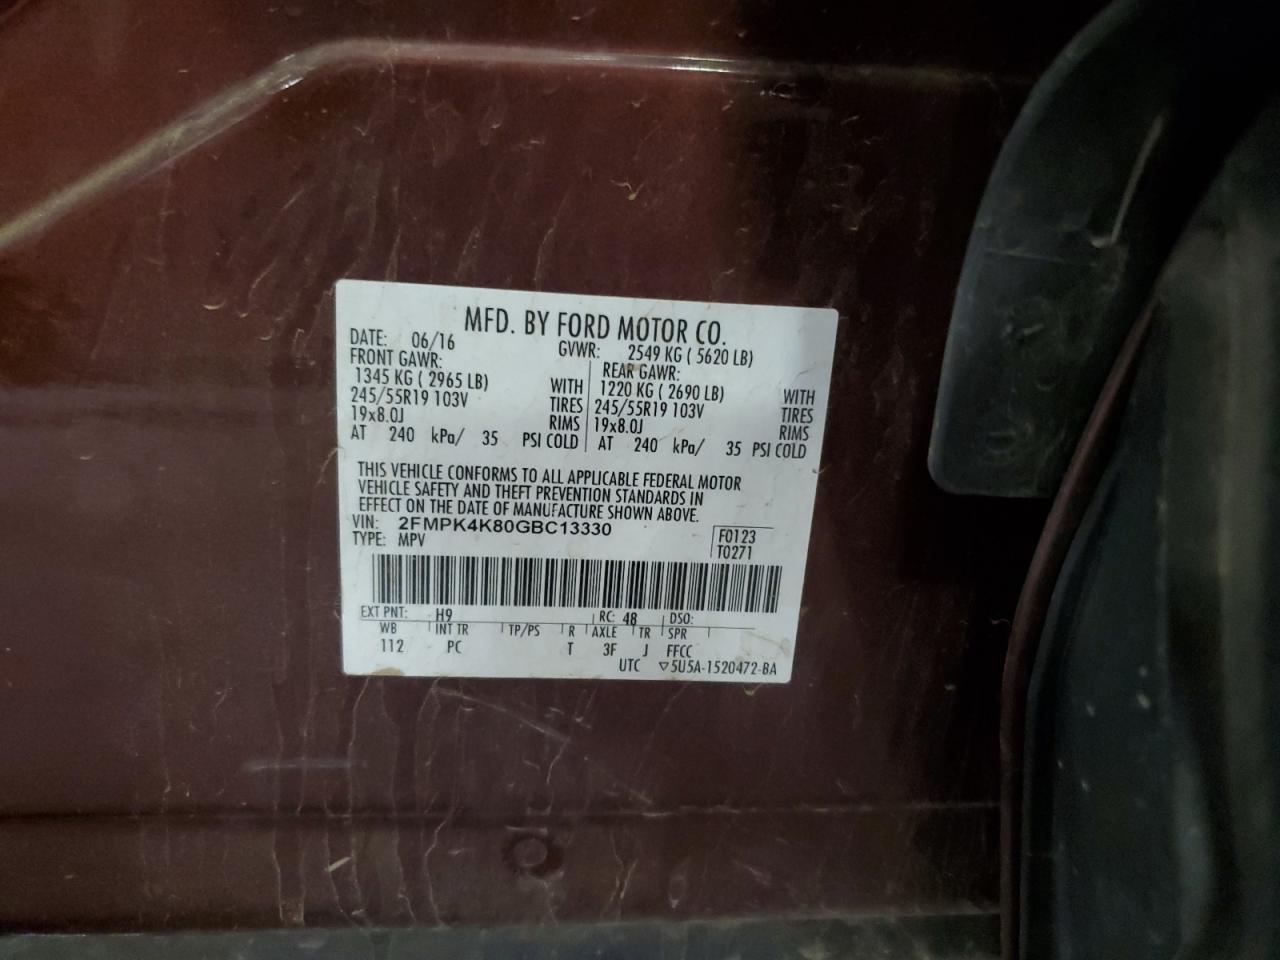 MFD. BY FORD MOTOR CO.
DATE: 06/16 GVWR: 2549 KG ( 5620 LB)
FRONT GAWR: REAR GAWR:
1345 KG ( 2965 LB) WITH 1220 KG ( 2690 LB) WITH
245/55R19 103V TIRES 245/55R19 103V TIRES
19x8.0J RIMS 19x8.0J RIMS
AT 240 kPa/ 35 PSI COLD AT 240 kPa/ 35 PSI COLD
THIS VEHICLE CONFORMS TO ALL APPLICABLE FEDERAL MOTOR
VEHICLE SAFETY AND THEFT PREVENTION STANDARDS IN
EFFECT ON THE DATE OF MANUFACTURE SHOWN ABOVE.
VIN: 2FMPK4K80GBC13330 F0123
TYPE: MPV T0271
EXT PNT: H9 RC: 48 DSO:
WB INT TR TP/PS R AXLE TR SPR
112 PC T 3F J FFCC
UTC ▽5U5A-1520472-BA